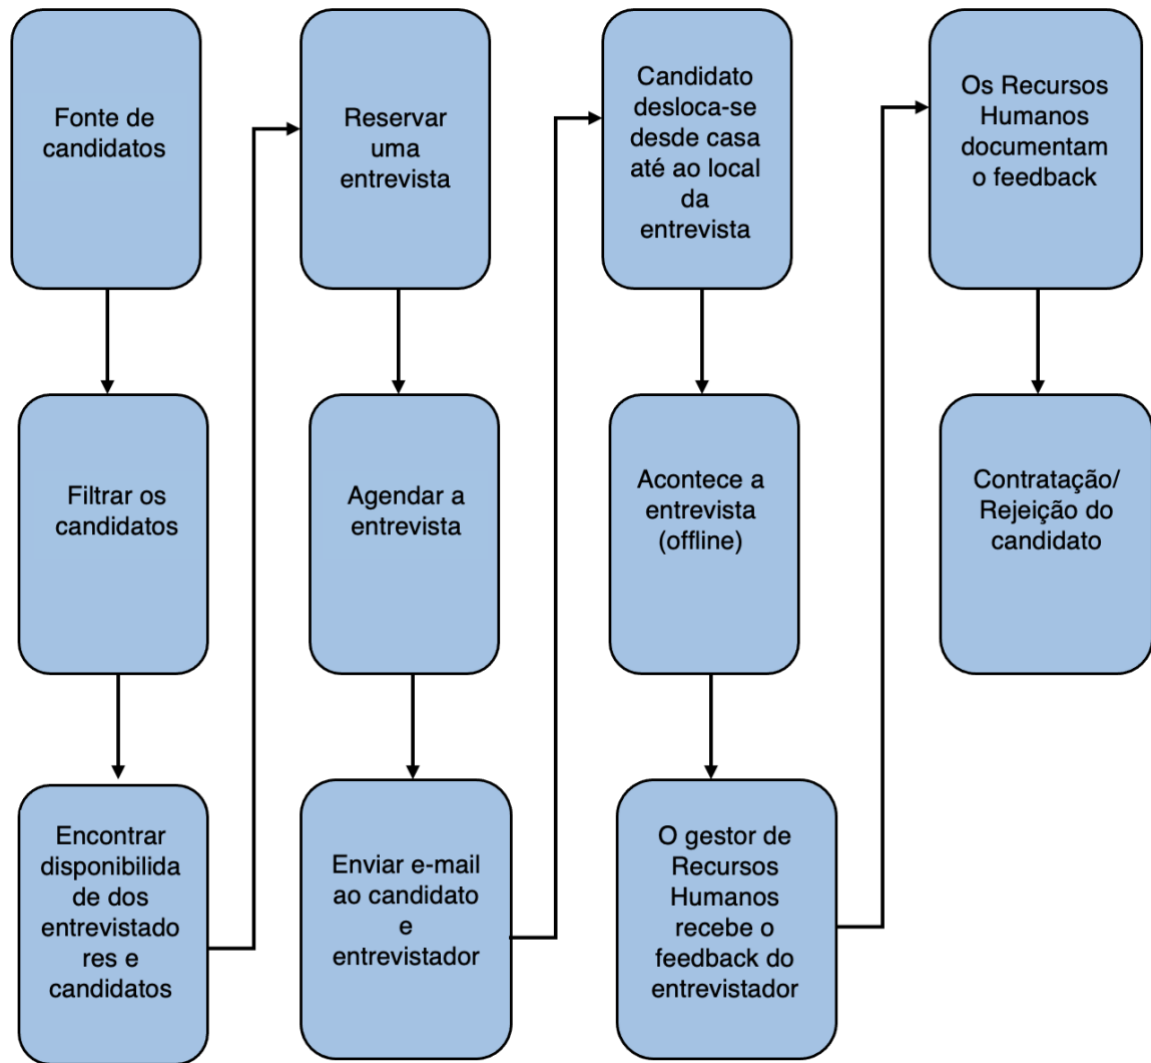 Fonte de
candidatos
Filtrar os
candidatos
Encontrar
disponibilida
de dos
entrevistado
res e
candidatos
Reservar
uma
entrevista
Agendar a
entrevista
Enviar e-mail
ao candidato
e
entrevistador
Candidato
desloca-se
desde casa
até ao local
da
entrevista
Acontece a
entrevista
(offline)
O gestor de
Recursos
Humanos
recebe o
feedback do
entrevistador
Os Recursos
Humanos
documentam
o feedback
Contratação/
Rejeição do
candidato